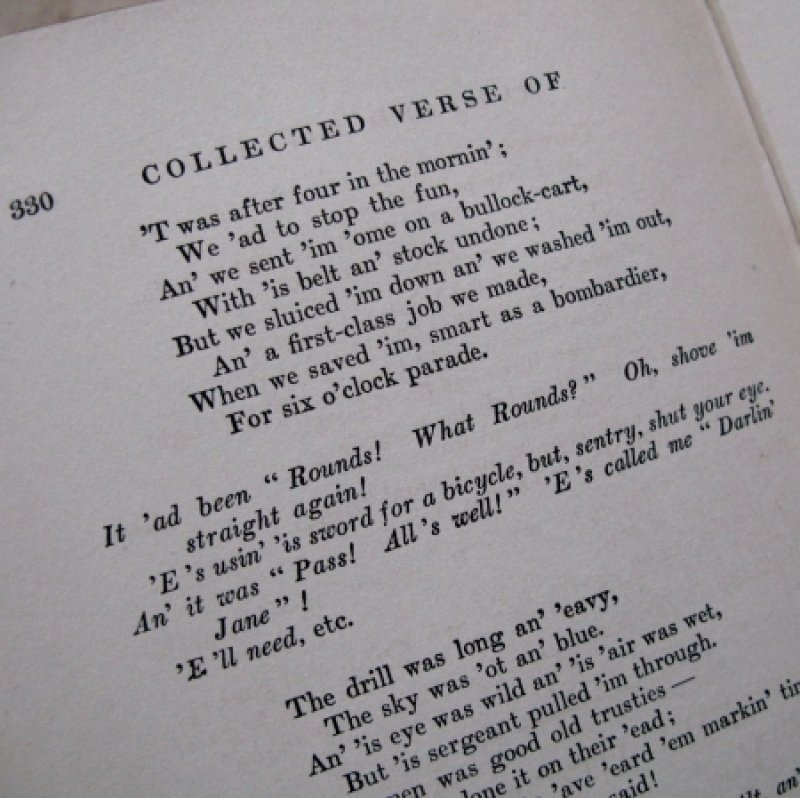 330
COLLECTED VERSE OF
'T was after four in the mornin';
We 'ad to stop the fun,
An' we sent 'im 'ome on a bullock-cart,
With 'is belt an' stock undone;
But we sluiced 'im down an' we washed 'im out,
An' a first-class job we made,
When we saved 'im, smart as a bombardier,
For six o'clock parade.
It 'ad been “Rounds! What Rounds?” Oh, shove 'im
straight again!
'E 's usin' 'is sword for a bicycle, but, sentry, shut your eye.
An' it was “Pass! All 's well!” 'E 's called me “Darlin'
Jane”!
'E 'll need, etc.
The drill was long an' 'eavy,
The sky was 'ot an' blue.
An' 'is eye was wild an' 'is 'air was wet,
But 'is sergeant pulled 'im through.
was good old trusties—
it on their 'ead;
'ave 'eard 'em markin'
said!
an'